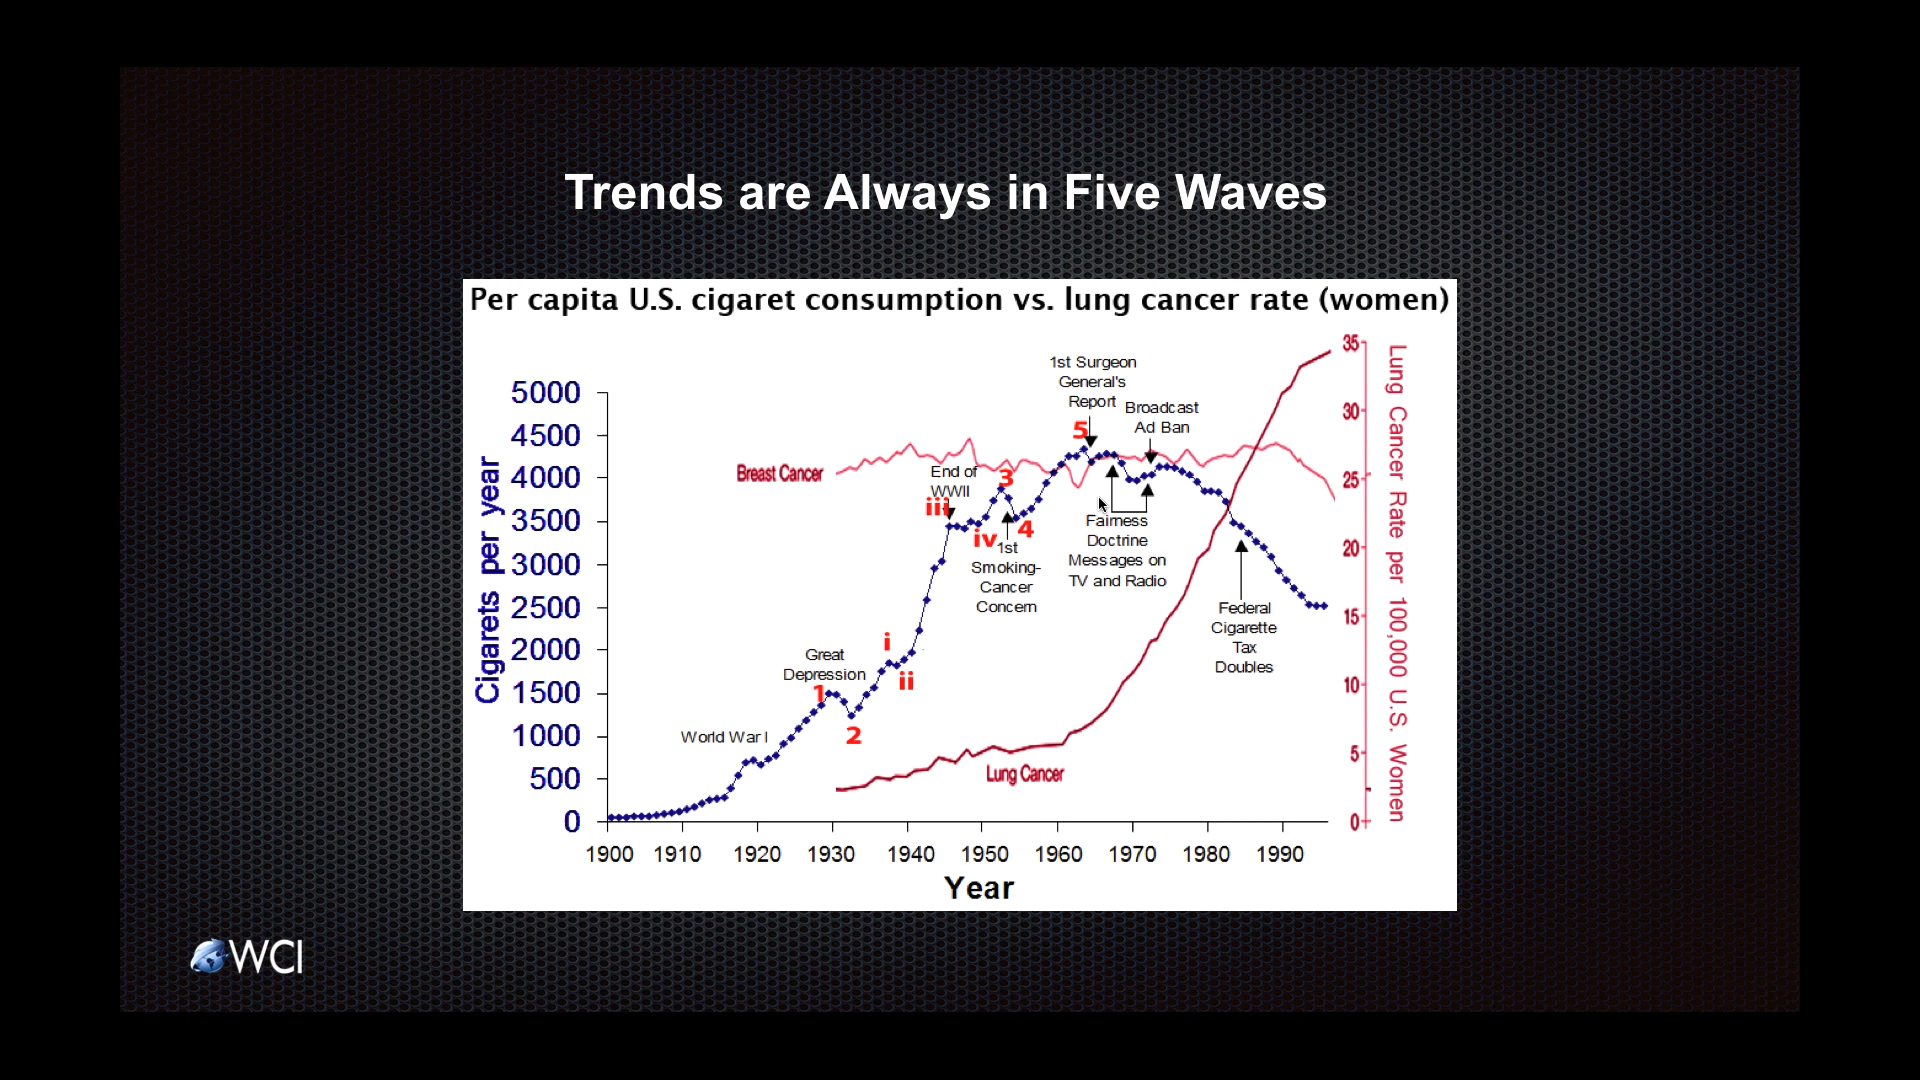 Trends are Always in Five Waves
Per capita U.S. cigaret consumption vs. lung cancer rate (women)
Cigarets per year
5000
4500
4000
3500
3000
2500
2000
1500
1000
500
0
1900 1910 1920 1930 1940 1950 1960 1970 1980 1990
Year
World War I
Great
Depression
1
2
i
ii
iii
iv
3
4
5
End of
WWII
1st
Smoking-
Cancer
Concern
1st Surgeon
General's
Report
Broadcast
Ad Ban
Fairness
Doctrine
Messages on
TV and Radio
Federal
Cigarette
Tax
Doubles
Breast Cancer
Lung Cancer
35
30
25
20
15
10
5
0
Lung Cancer Rate per 100,000 U.S. Women
WCI